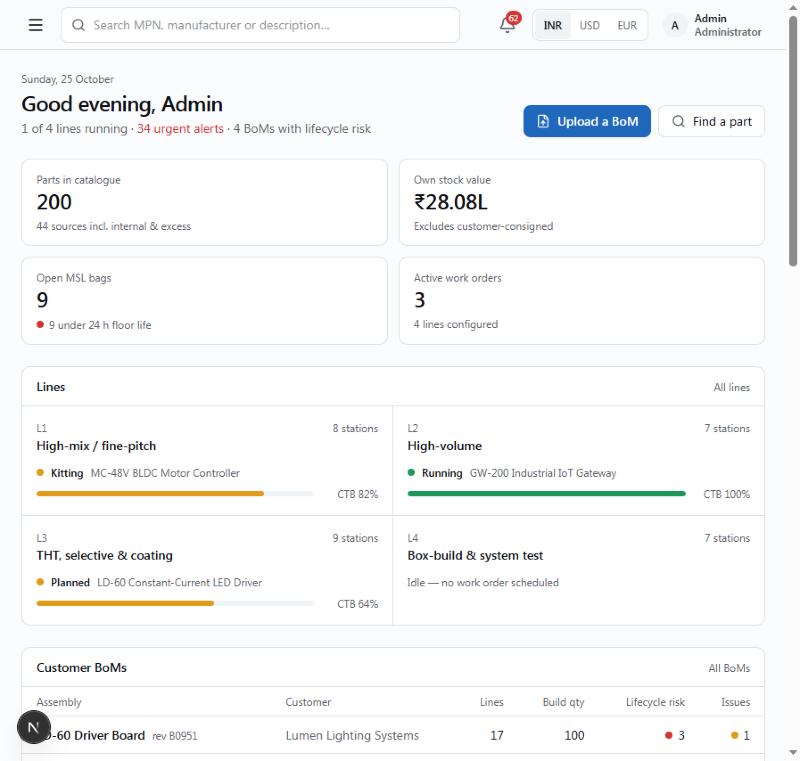 Search MPN, manufacturer or description...
62
INR USD EUR
A
Admin
Administrator
Sunday, 25 October
Good evening, Admin
1 of 4 lines running · 34 urgent alerts · 4 BoMs with lifecycle risk
Upload a BoM
Find a part
Parts in catalogue
200
44 sources incl. internal & excess
Own stock value
₹28.08L
Excludes customer-consigned
Open MSL bags
9
9 under 24 h floor life
Active work orders
3
4 lines configured
Lines
All lines
L1 8 stations
High-mix / fine-pitch
Kitting MC-48V BLDC Motor Controller
CTB 82%
L2 7 stations
High-volume
Running GW-200 Industrial IoT Gateway
CTB 100%
L3 9 stations
THT, selective & coating
Planned LD-60 Constant-Current LED Driver
CTB 64%
L4 7 stations
Box-build & system test
Idle — no work order scheduled
Customer BoMs
All BoMs
Assembly Customer Lines Build qty Lifecycle risk Issues
N
-60 Driver Board rev B0951 Lumen Lighting Systems 17 100 3 1